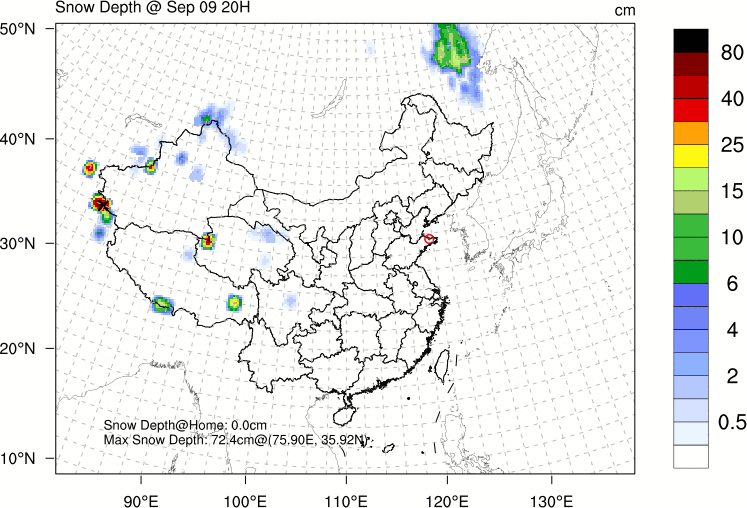 Snow Depth @ Sep 09 20H
cm
50°N
40°N
30°N
20°N
10°N
90°E
100°E
110°E
120°E
130°E
80
40
25
15
10
6
4
2
0.5
Snow Depth@Home: 0.0cm
Max Snow Depth: 72.4cm@(75.90E, 35.92N)